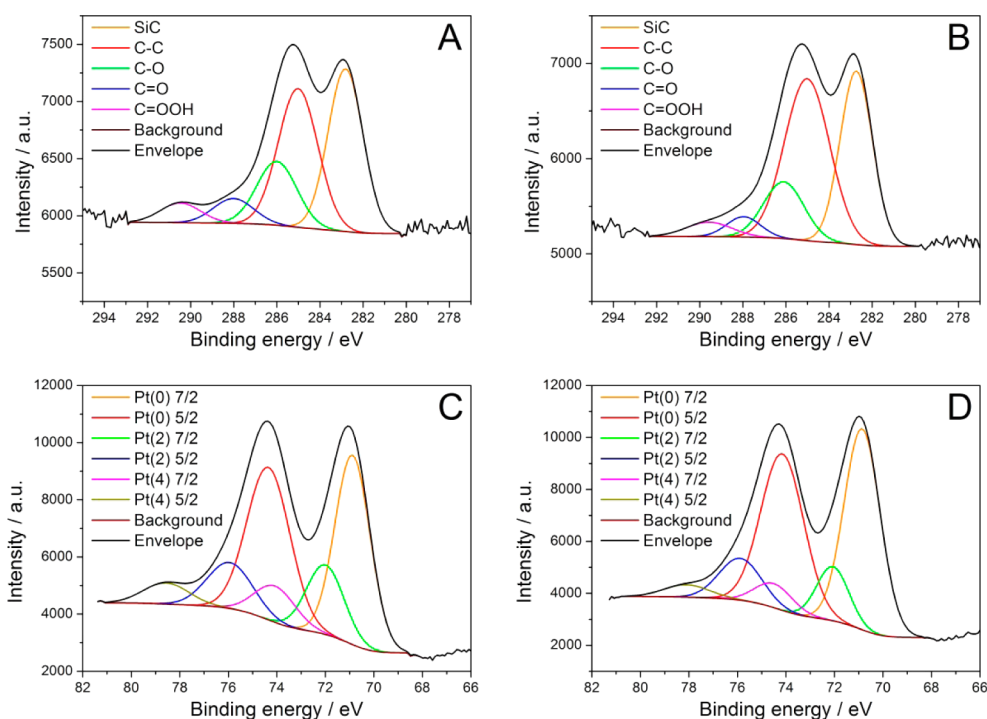 A
SiC
C-C
C-O
C=O
C=OOH
Background
Envelope
7500
7000
6500
6000
5500
Intensity / a.u.
294 292 290 288 286 284 282 280 278
Binding energy / eV
B
SiC
C-C
C-O
C=O
C=OOH
Background
Envelope
7000
6000
5000
Intensity / a.u.
294 292 290 288 286 284 282 280 278
Binding energy / eV
C
Pt(0) 7/2
Pt(0) 5/2
Pt(2) 7/2
Pt(2) 5/2
Pt(4) 7/2
Pt(4) 5/2
Background
Envelope
12000
10000
8000
6000
4000
2000
Intensity / a.u.
82 80 78 76 74 72 70 68 66
Binding energy / eV
D
Pt(0) 7/2
Pt(0) 5/2
Pt(2) 7/2
Pt(2) 5/2
Pt(4) 7/2
Pt(4) 5/2
Background
Envelope
12000
10000
8000
6000
4000
2000
Intensity / a.u.
82 80 78 76 74 72 70 68 66
Binding energy / eV